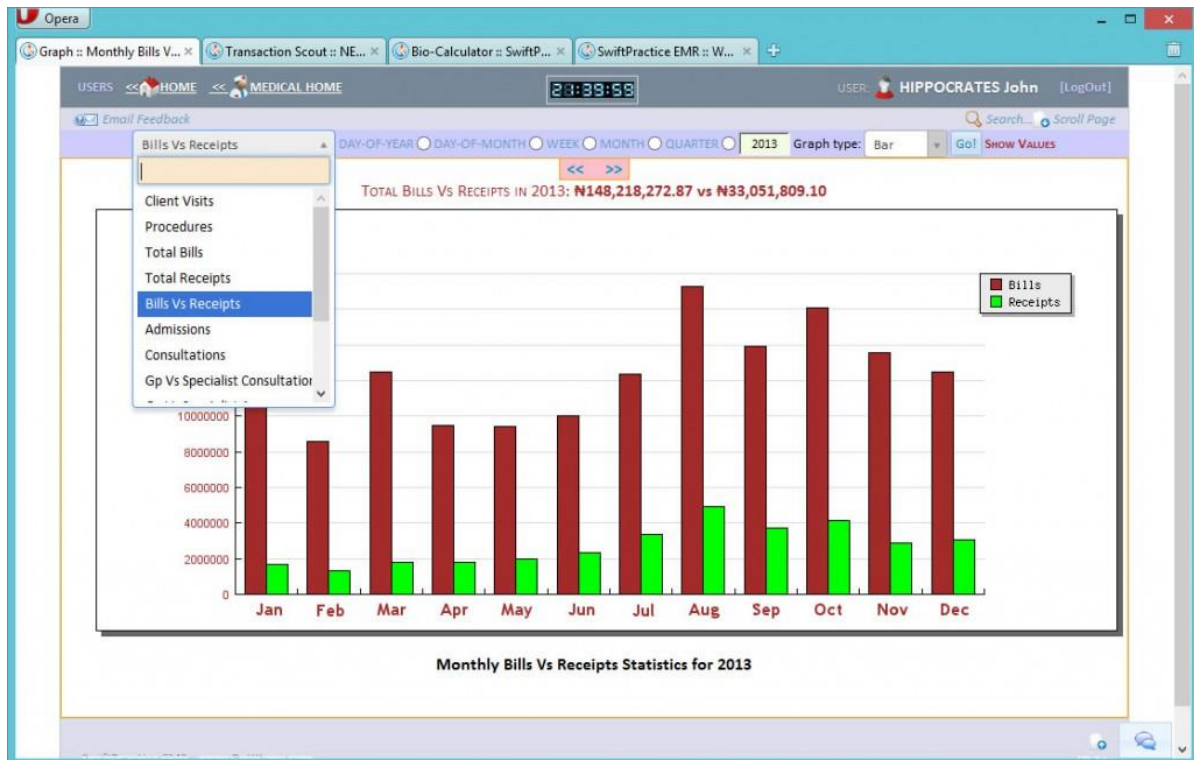 Opera
Graph :: Monthly Bills V... × Transaction Scout :: NE... × Bio-Calculator :: SwiftP... × SwiftPractice EMR :: W... ×
USERS <<HOME << MEDICAL HOME 21:39:59 USER: HIPPOCRATES John [LogOut]
Email Feedback Search... Scroll Page
Bills Vs Receipts DAY-OF-YEAR DAY-OF-MONTH WEEK MONTH QUARTER 2013 Graph type: Bar Go! SHOW VALUES
<< >>
TOTAL BILLS VS RECEIPTS IN 2013: ₦148,218,272.87 vs ₦33,051,809.10
Client Visits
Procedures
Total Bills
Total Receipts
Bills Vs Receipts
Admissions
Consultations
Gp Vs Specialist Consultation
Bills
Receipts
10000000
8000000
6000000
4000000
2000000
0
Jan Feb Mar Apr May Jun Jul Aug Sep Oct Nov Dec
Monthly Bills Vs Receipts Statistics for 2013